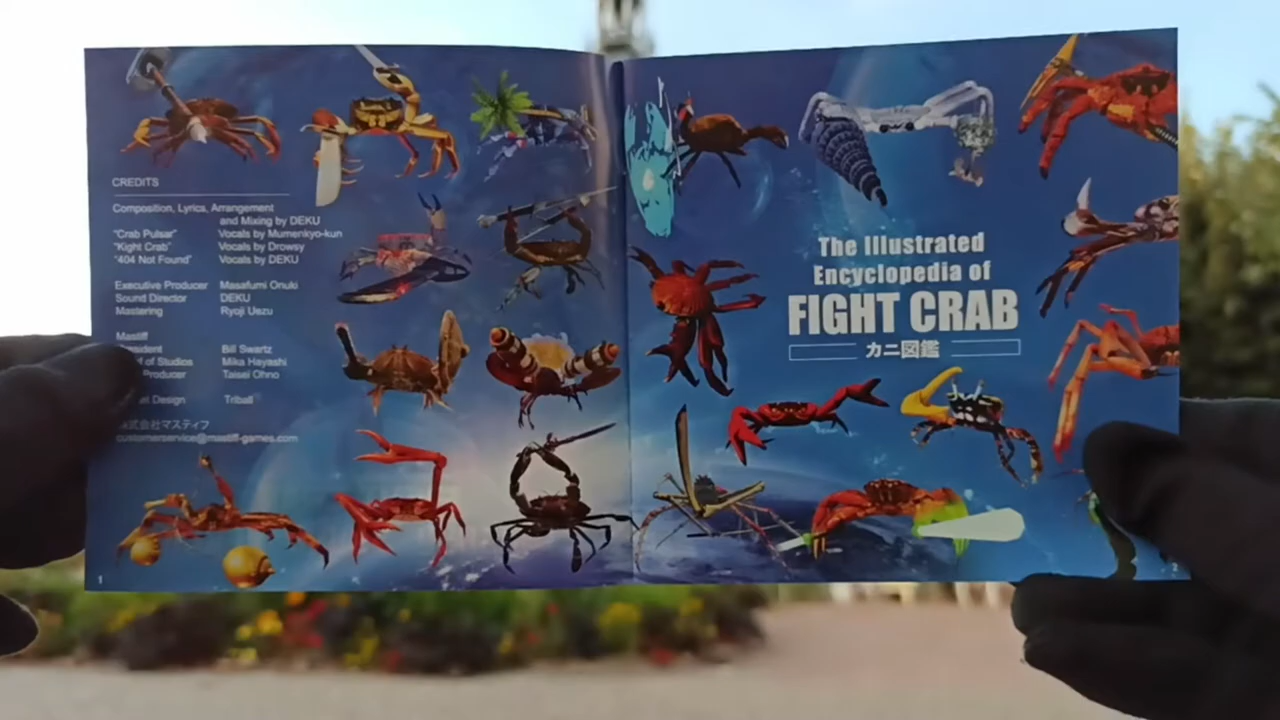 CREDITS
Composition, Lyrics, Arrangement
and Mixing by DEKU
"Crab Pulsar" Vocals by Mumenkyo-kun
"Kight Crab" Vocals by Drowsy
"404 Not Found" Vocals by DEKU
Executive Producer Masafumi Onuki
Sound Director DEKU
Mastering Ryoji Uezu
Mastiff
Bill Swartz
of Studios Mika Hayashi
Producer Taisei Ohno
Design Triball
株式会社マスティフ
customerservice@mastiff-games.com
1
The Illustrated
Encyclopedia of
FIGHT CRAB
カニ図鑑